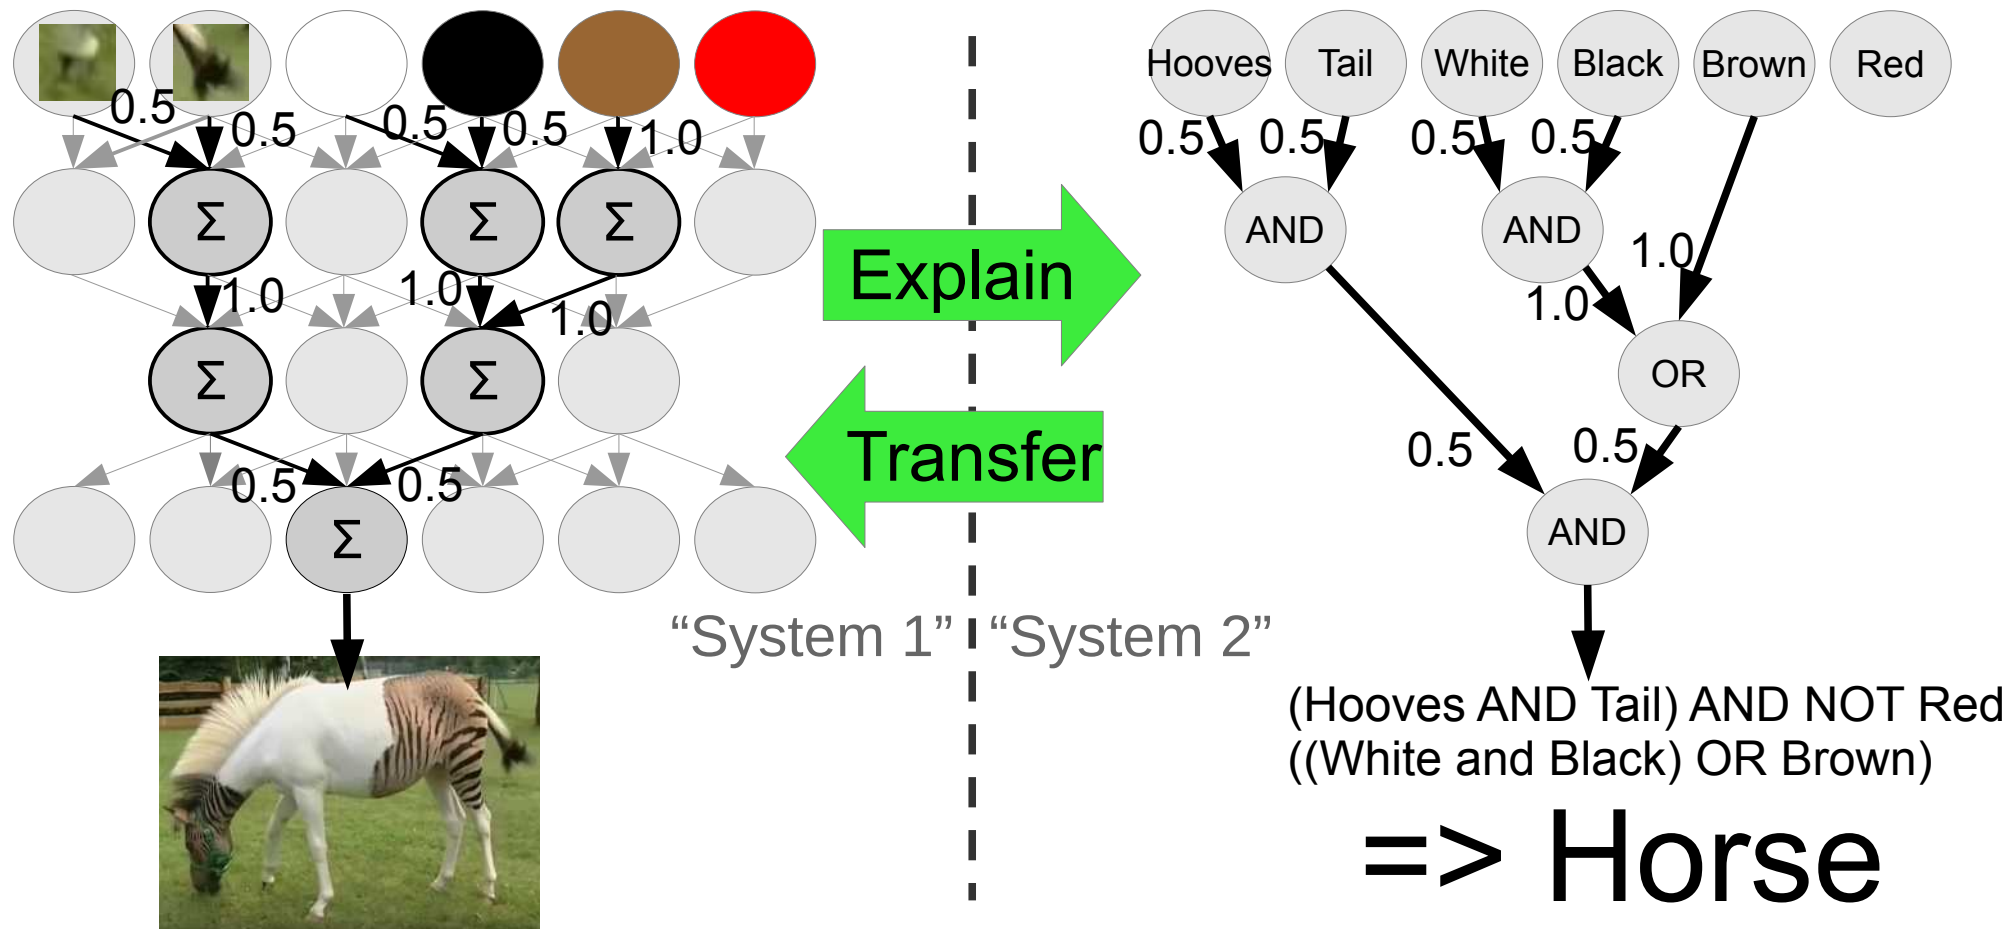 Hooves Tail White Black Brown Red
0.5 0.5 0.5 0.5 1.0
0.5 0.5 0.5 0.5
Σ Σ Σ
AND AND
1.0
Explain
1.0 1.0 1.0
1.0
Σ Σ
OR
Transfer
0.5 0.5
0.5 0.5
Σ
AND
“System 1” “System 2”
(Hooves AND Tail) AND NOT Red
((White and Black) OR Brown)
=> Horse